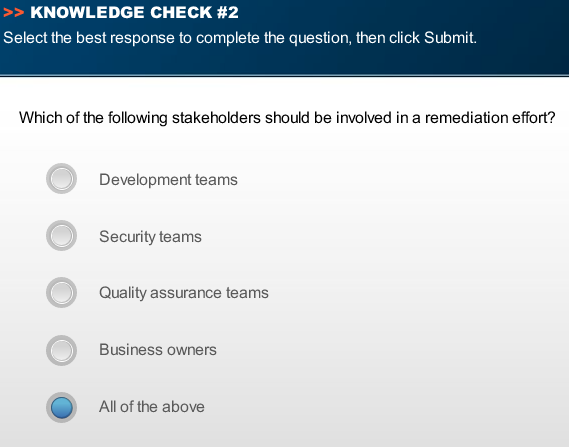 >> KNOWLEDGE CHECK #2
Select the best response to complete the question, then click Submit.
Which of the following stakeholders should be involved in a remediation effort?
Development teams
Security teams
Quality assurance teams
Business owners
All of the above